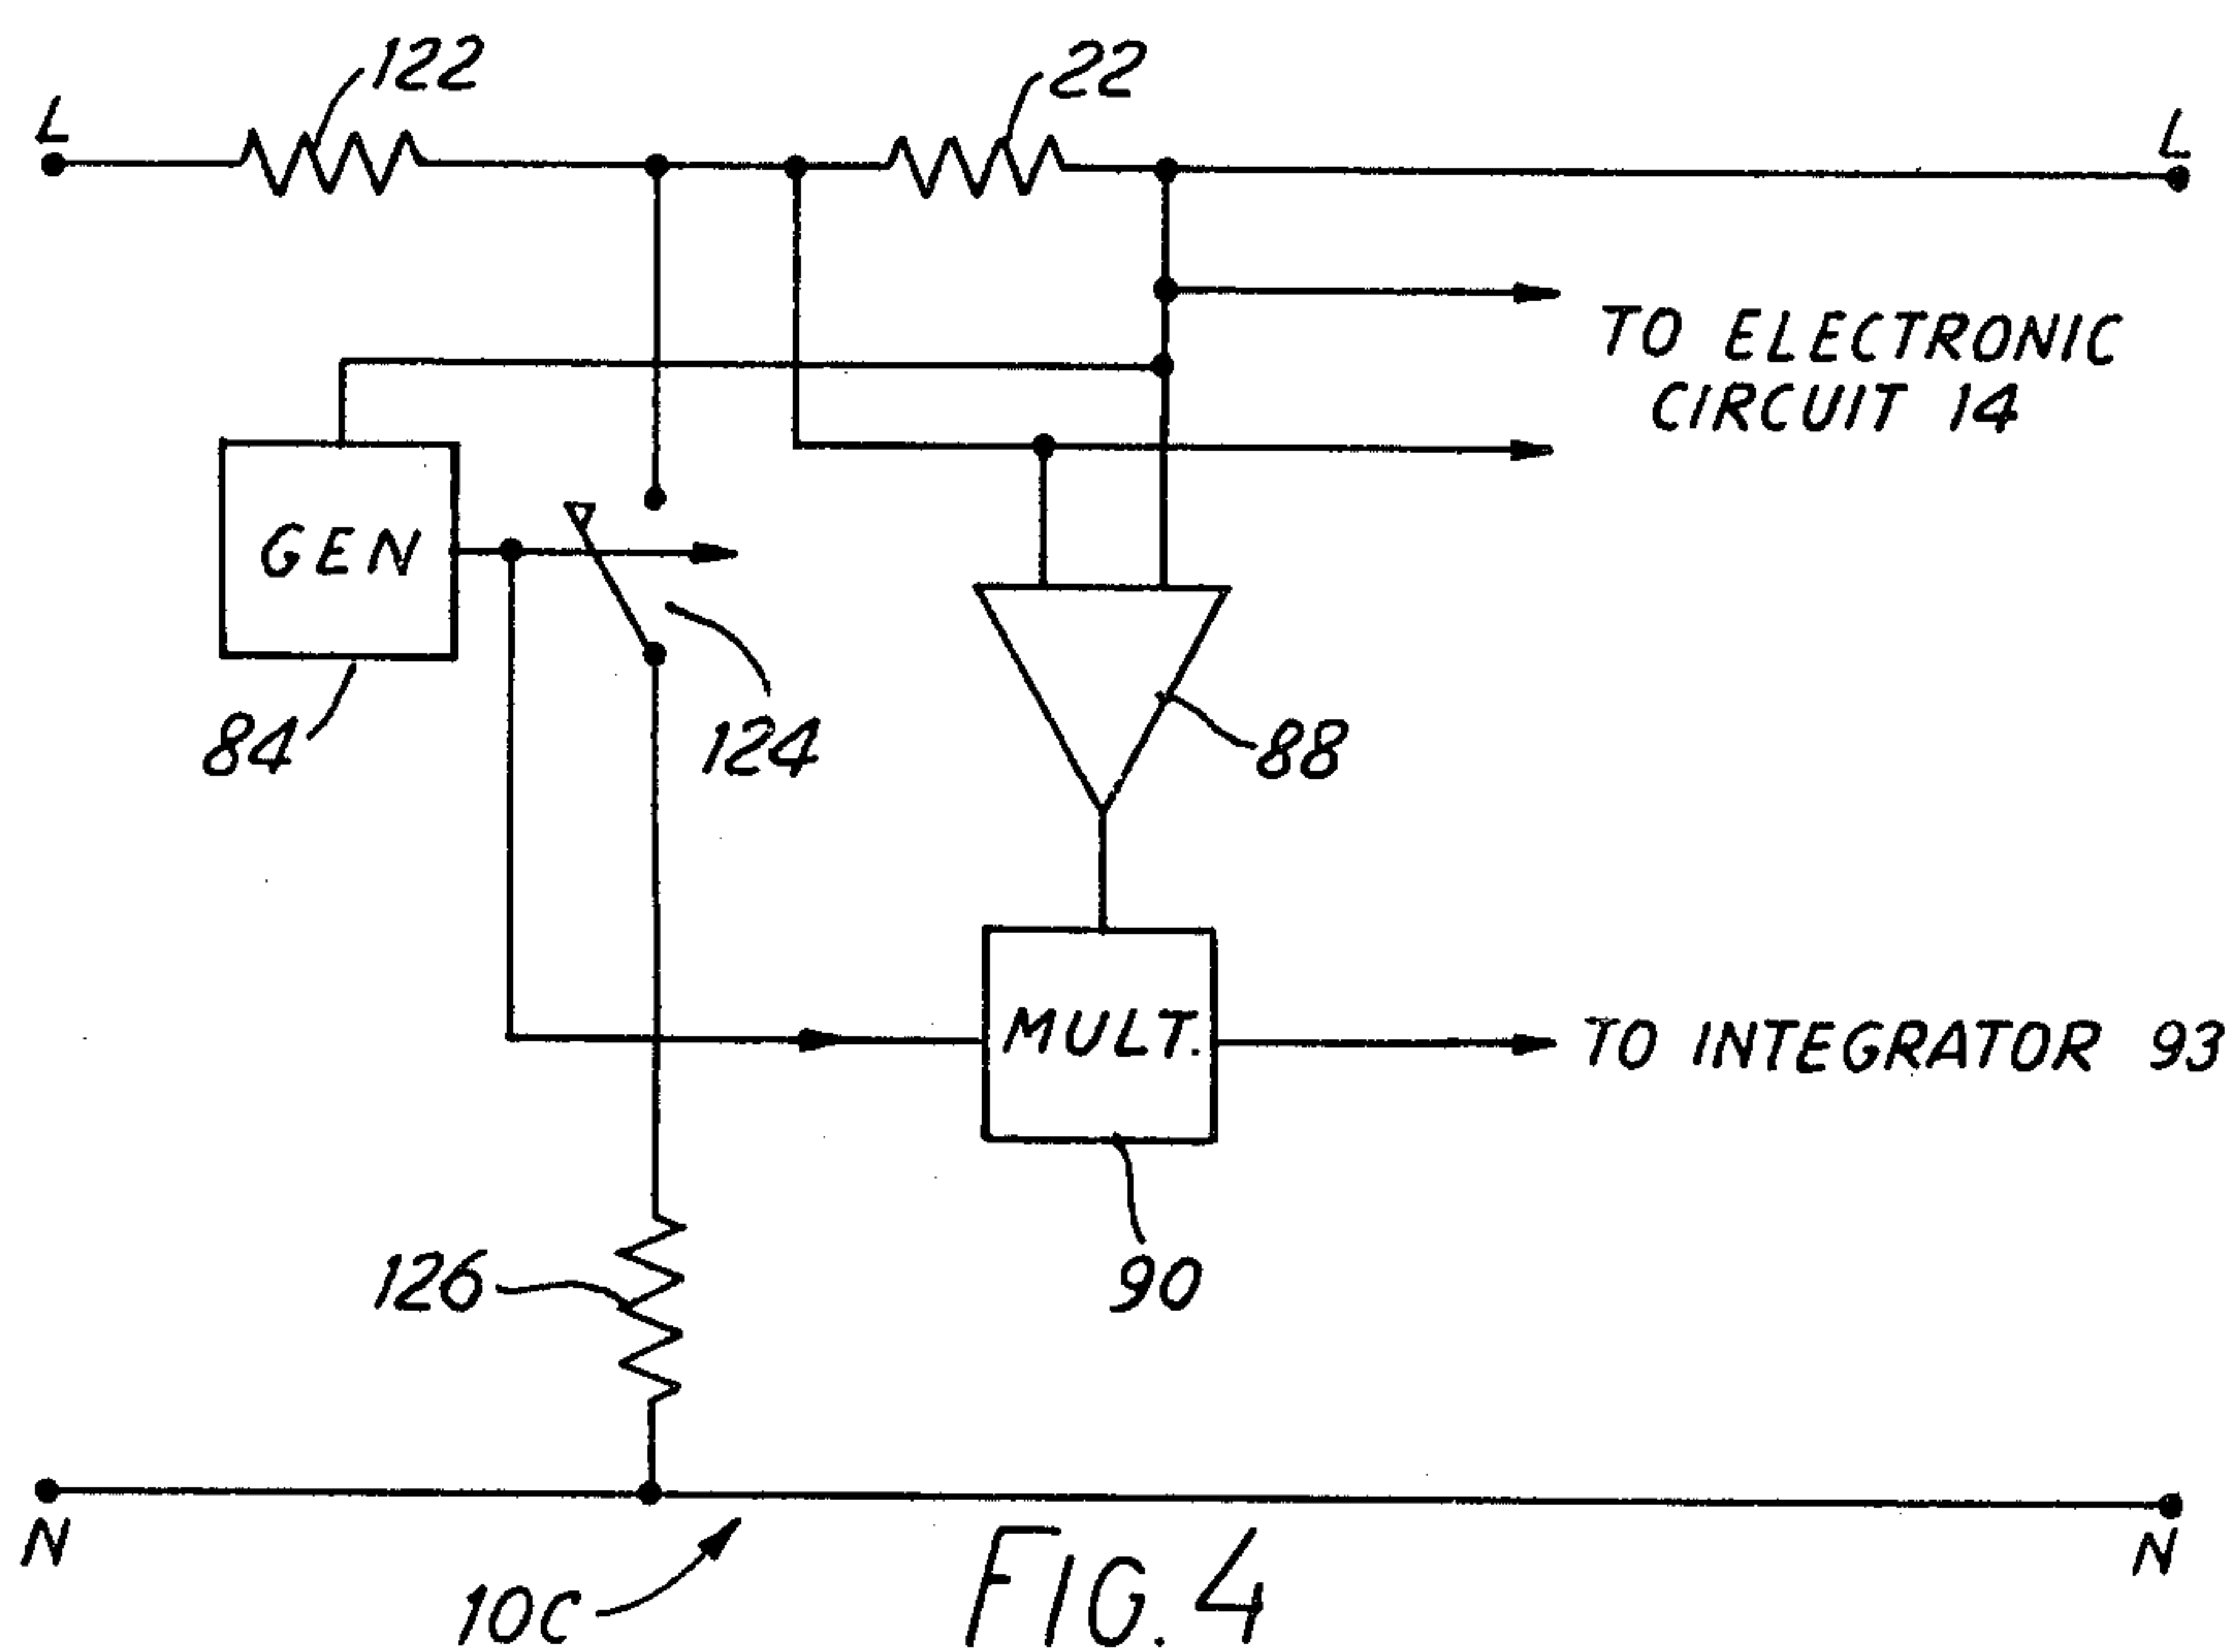 122
22
L
L
TO ELECTRONIC
CIRCUIT 14
GEN
84
124
88
MULT.
TO INTEGRATOR 93
126
90
N
N
10C
FIG. 4